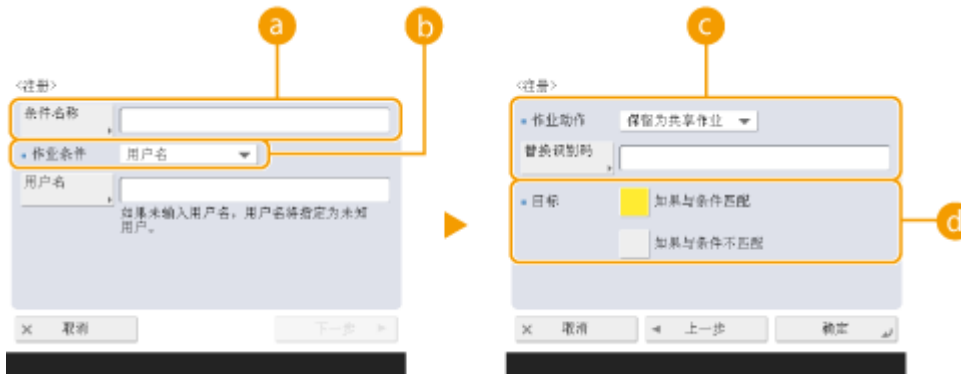 a
b
<注册>
条件名称
作业条件 用户名
用户名
如果未输入用户名，用户名将指定为未知
用户。
× 取消 下一步
c
d
<注册>
作业动作 保留为共享作业
替换识别码
目标 如果与条件匹配
如果与条件不匹配
× 取消 上一步 确定